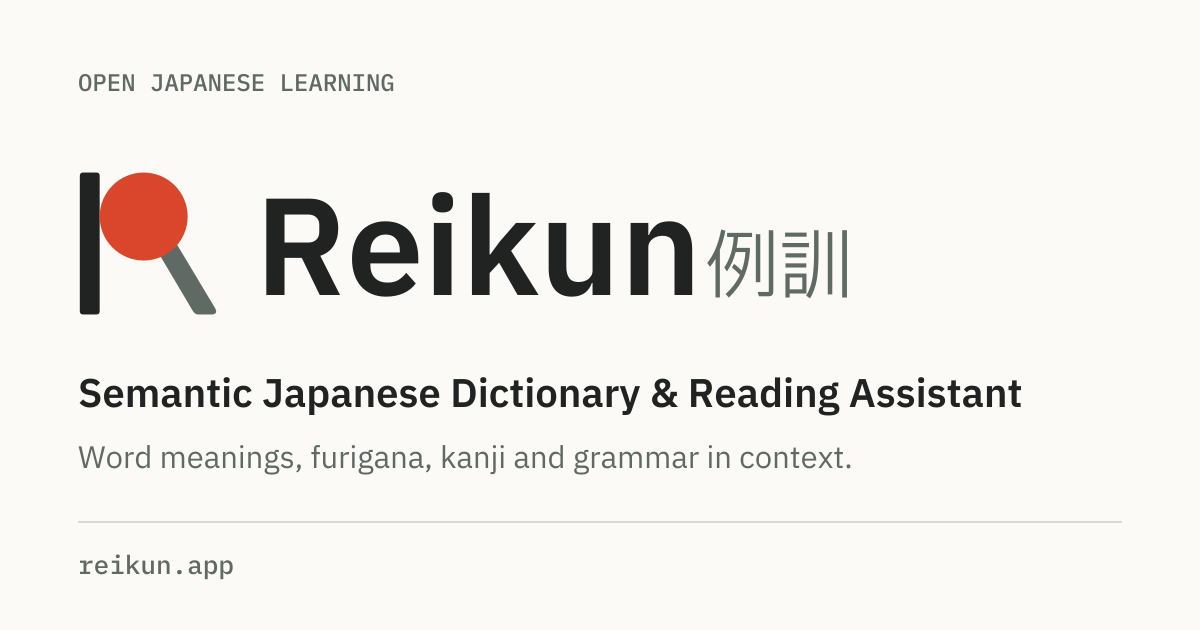 OPEN JAPANESE LEARNING
Reikun例訓
Semantic Japanese Dictionary & Reading Assistant
Word meanings, furigana, kanji and grammar in context.
reikun.app